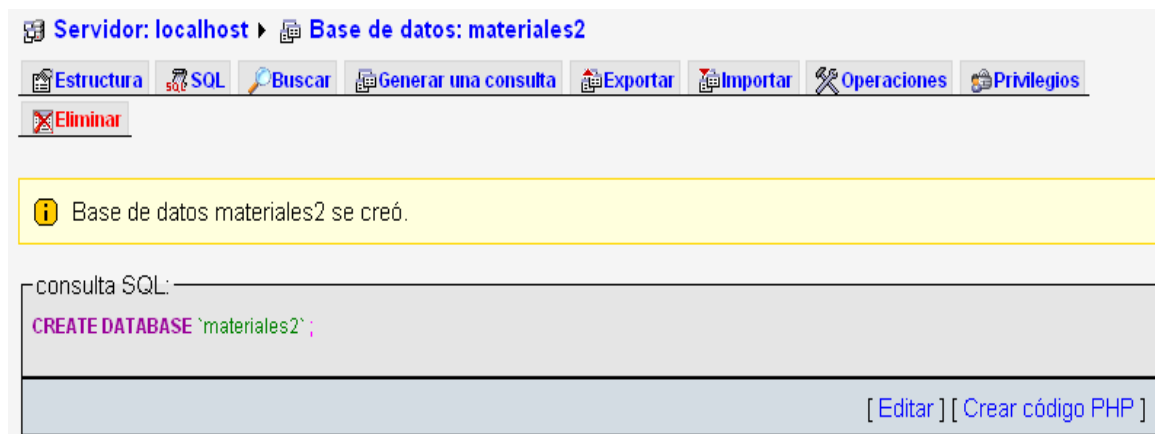 Servidor: localhost ▸ Base de datos: materiales2
Estructura SQL Buscar Generar una consulta Exportar Importar Operaciones Privilegios
Eliminar
Base de datos materiales2 se creó.
consulta SQL:
CREATE DATABASE `materiales2` ;
[ Editar ] [ Crear código PHP ]